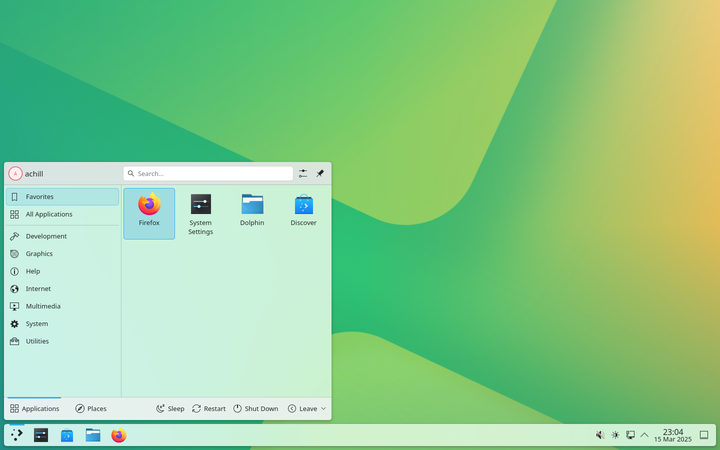 A
achill
Search...
Favorites
All Applications
Development
Graphics
Help
Internet
Multimedia
System
Utilities
Firefox
System
Settings
Dolphin
Discover
Applications
Places
Sleep
Restart
Shut Down
Leave
23:04
15 Mar 2025